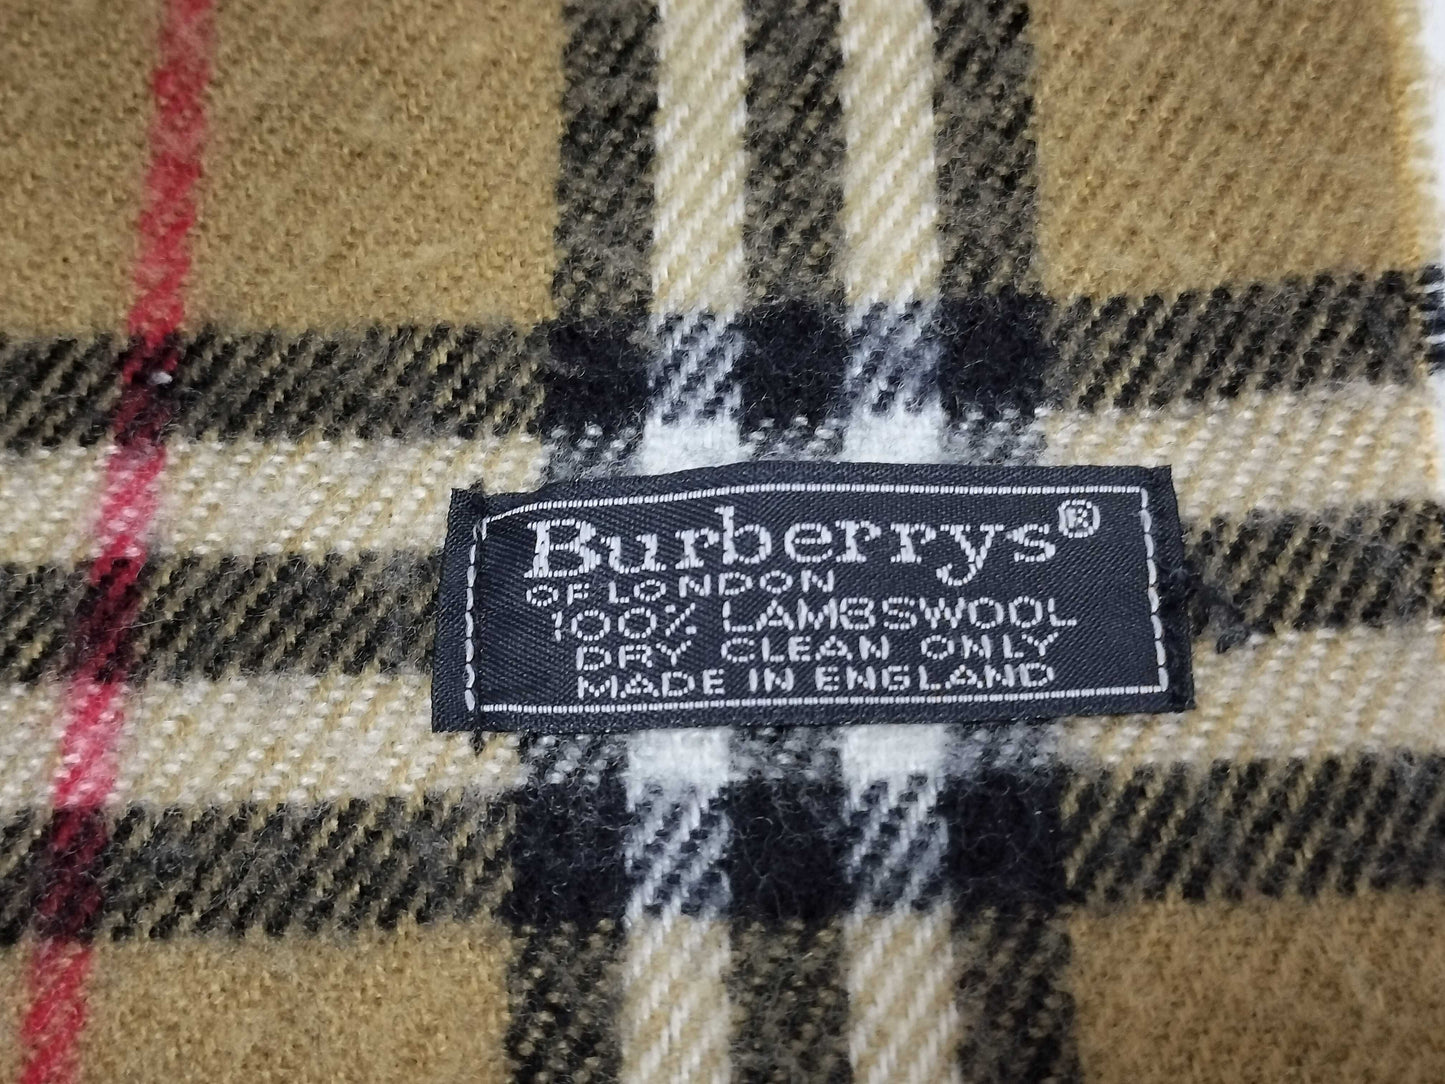 Burberrys®
OF LONDON
100% LAMBSWOOL
DRY CLEAN ONLY
MADE IN ENGLAND